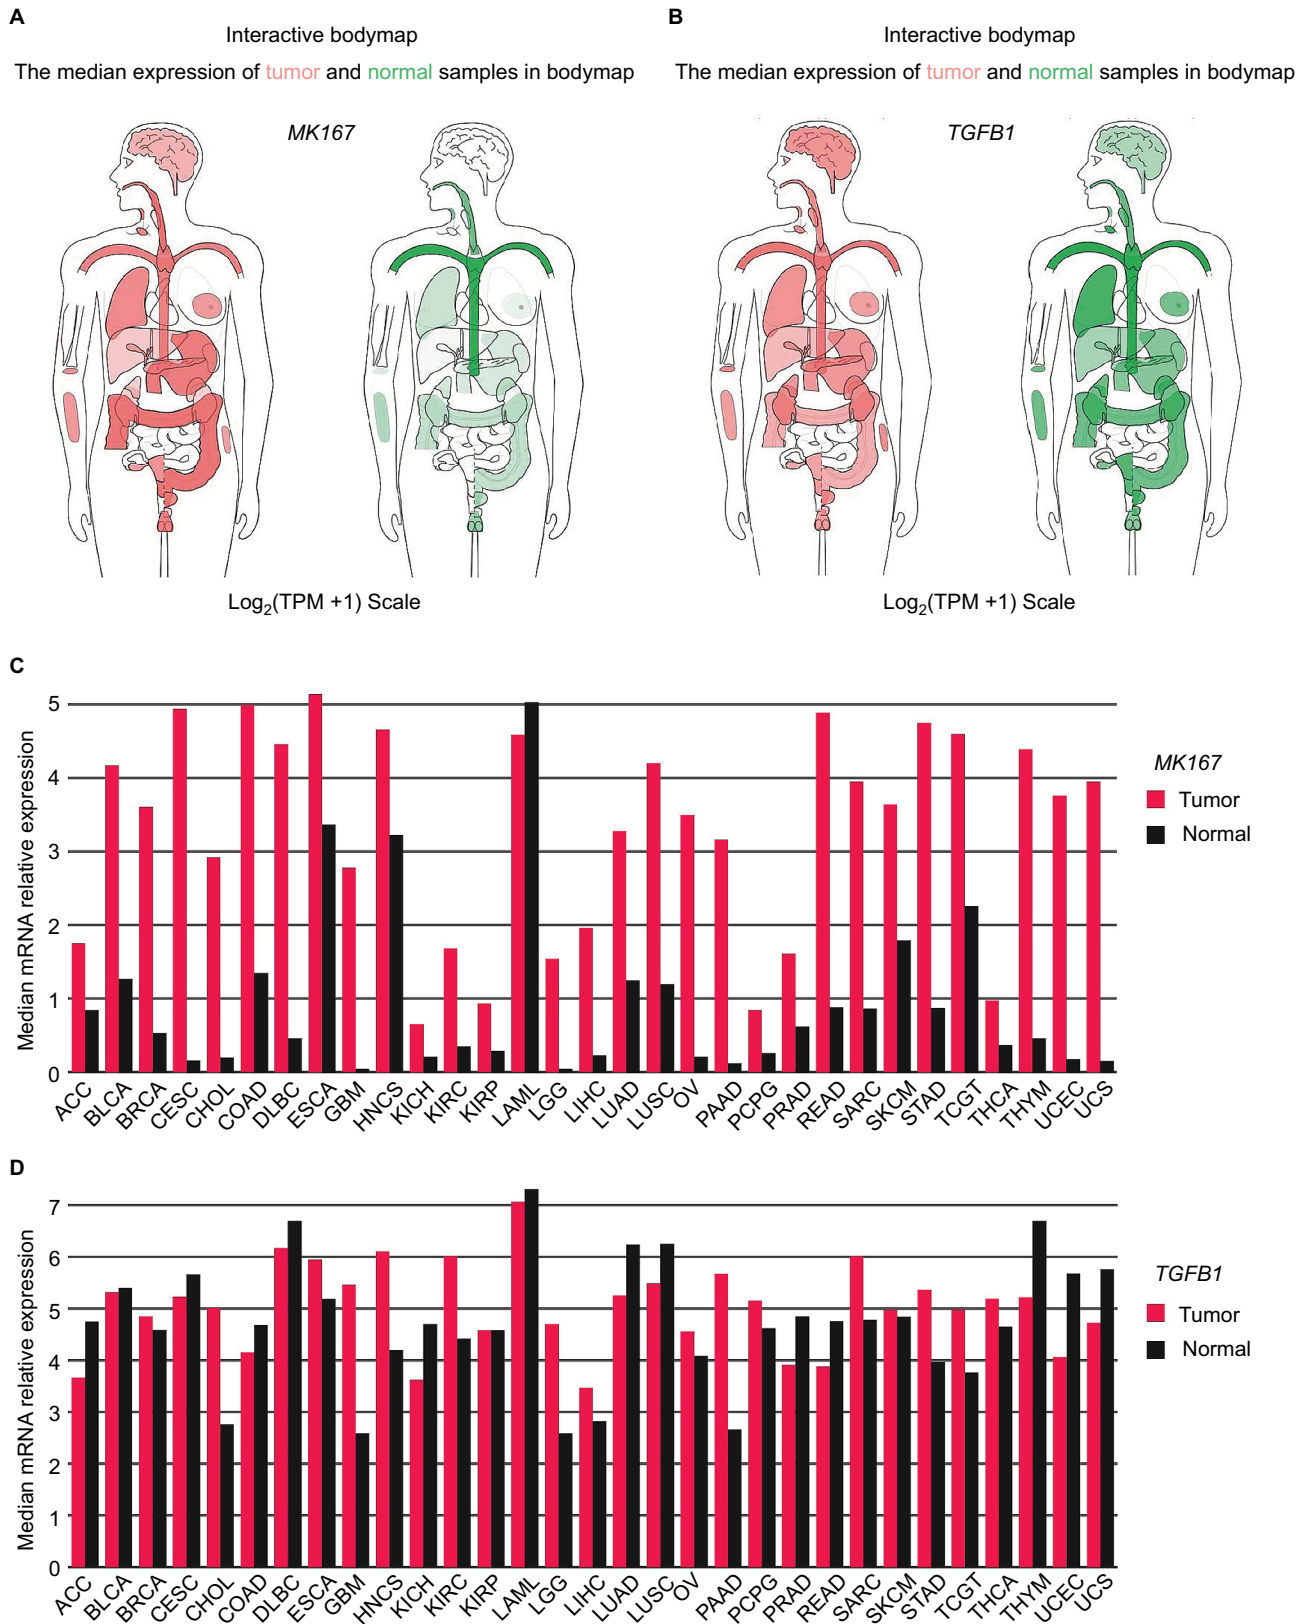 A
Interactive bodymap
The median expression of tumor and normal samples in bodymap
MK167
Log2(TPM +1) Scale
B
Interactive bodymap
The median expression of tumor and normal samples in bodymap
TGFB1
Log2(TPM +1) Scale
C
Median mRNA relative expression
5
4
3
2
1
0
ACC BLCA BRCA CESC CHOL COAD DLBC ESCA GBM HNCS KICH KIRC KIRP LAML LGG LIHC LUAD LUSC OV PAAD PCPG PRAD READ SARC SKCM STAD TCGT THCA THYM UCEC UCS
MK167
Tumor
Normal
D
Median mRNA relative expression
7
6
5
4
3
2
1
0
ACC BLCA BRCA CESC CHOL COAD DLBC ESCA GBM HNCS KICH KIRC KIRP LAML LGG LIHC LUAD LUSC OV PAAD PCPG PRAD READ SARC SKCM STAD TCGT THCA THYM UCEC UCS
TGFB1
Tumor
Normal